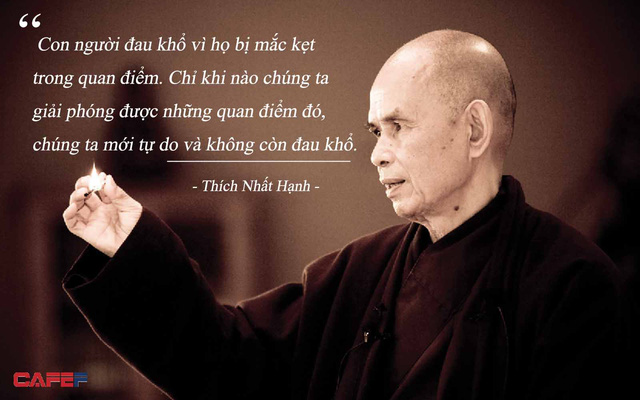 “
Con người đau khổ vì họ bị mắc kẹt
trong quan điểm. Chỉ khi nào chúng ta
giải phóng được những quan điểm đó,
chúng ta mới tự do và không còn đau khổ.
- Thích Nhất Hạnh -
CAFEF